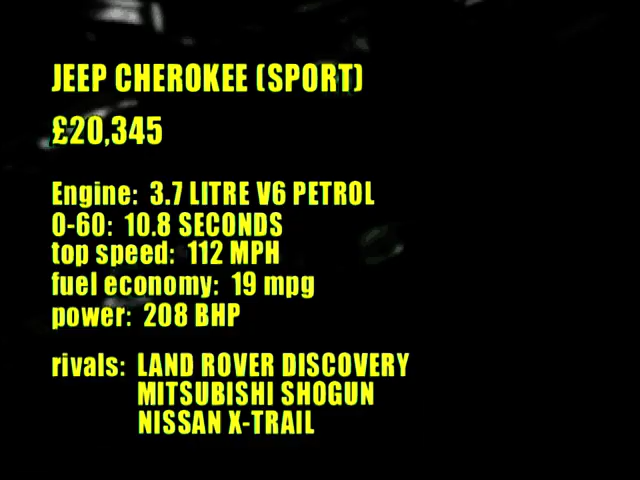 JEEP CHEROKEE (SPORT)
£20,345
Engine: 3.7 LITRE V6 PETROL
0-60: 10.8 SECONDS
top speed: 112 MPH
fuel economy: 19 mpg
power: 208 BHP
rivals: LAND ROVER DISCOVERY
MITSUBISHI SHOGUN
NISSAN X-TRAIL